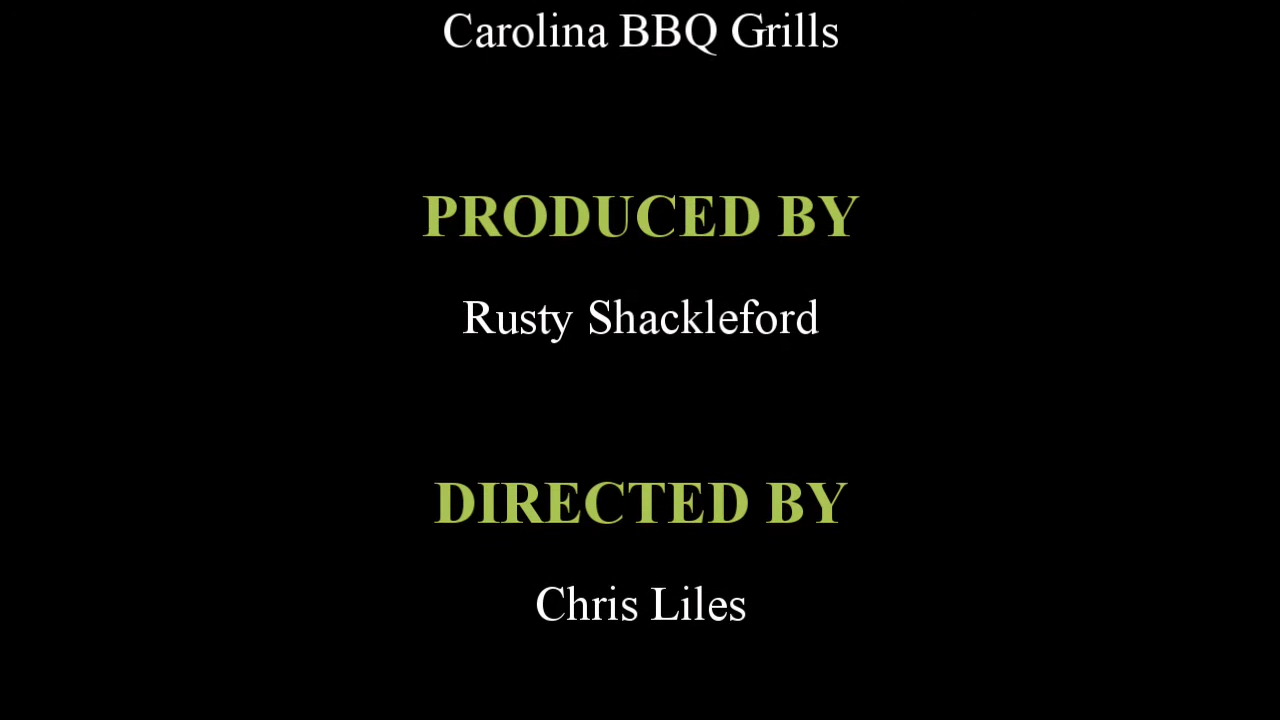 Carolina BBQ Grills
PRODUCED BY
Rusty Shackleford
DIRECTED BY
Chris Liles